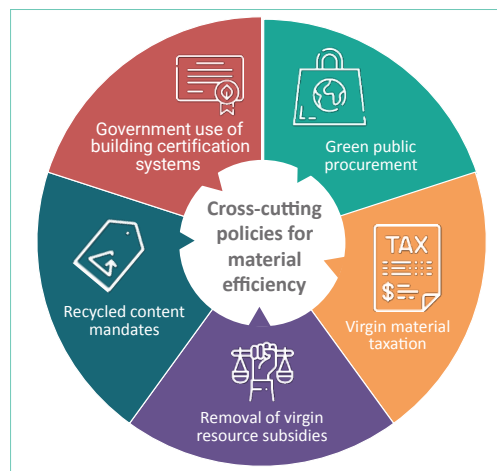 Government use of
building certification
systems
Green public
procurement
Cross-cutting
policies for
material
efficiency
TAX
$
Recycled content
mandates
Virgin material
taxation
Removal of virgin
resource subsidies